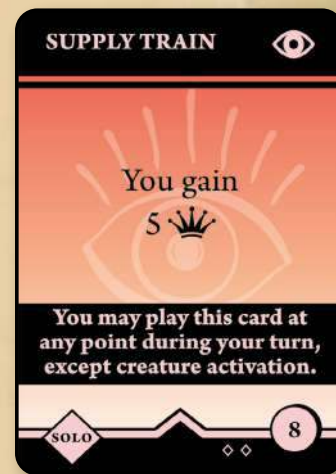 SUPPLY TRAIN
You gain
5
You may play this card at
any point during your turn,
except creature activation.
SOLO
8